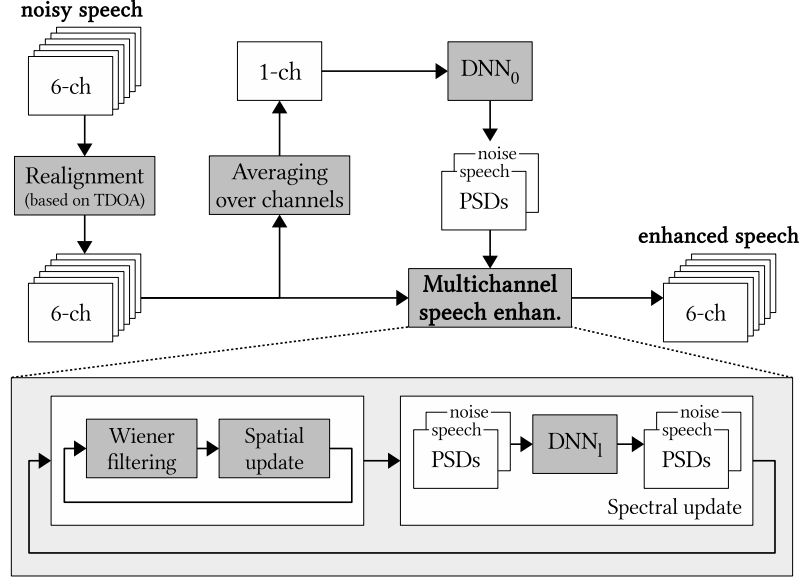 noisy speech
6-ch
Realignment
(based on TDOA)
6-ch
1-ch
Averaging
over channels
DNN0
noise
speech
PSDs
Multichannel
speech enhan.
enhanced speech
6-ch
Wiener
filtering
Spatial
update
noise
speech
PSDs
DNNl
noise
speech
PSDs
Spectral update